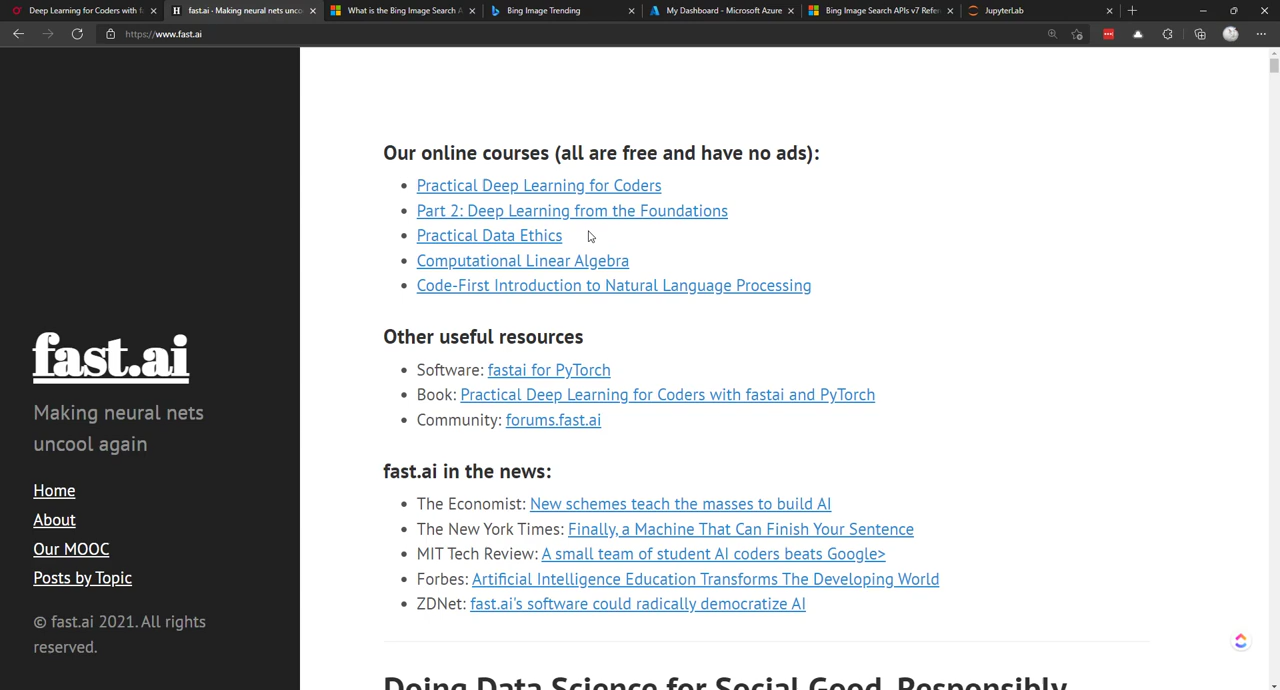 Deep Learning for Coders with fa
fast.ai · Making neural nets unco
What is the Bing Image Search A
Bing Image Trending
My Dashboard - Microsoft Azure
Bing Image Search APIs v7 Refer
JupyterLab
https://www.fast.ai
Our online courses (all are free and have no ads):
Practical Deep Learning for Coders
Part 2: Deep Learning from the Foundations
Practical Data Ethics
Computational Linear Algebra
Code-First Introduction to Natural Language Processing
Other useful resources
Software: fastai for PyTorch
Book: Practical Deep Learning for Coders with fastai and PyTorch
Community: forums.fast.ai
fast.ai in the news:
The Economist: New schemes teach the masses to build AI
The New York Times: Finally, a Machine That Can Finish Your Sentence
MIT Tech Review: A small team of student AI coders beats Google>
Forbes: Artificial Intelligence Education Transforms The Developing World
ZDNet: fast.ai's software could radically democratize AI
Doing Data Science for Social Good, Responsibly
fast.ai
Making neural nets
uncool again
Home
About
Our MOOC
Posts by Topic
© fast.ai 2021. All rights
reserved.